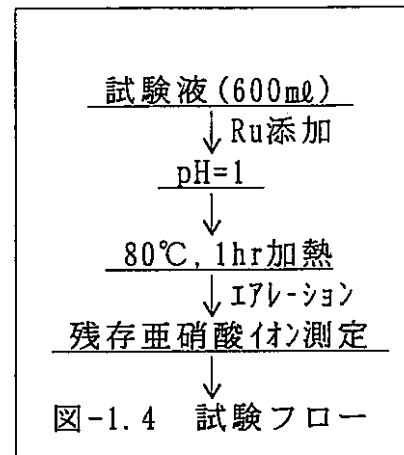 試験液(600mℓ)
↓Ru添加
pH=1
↓
80℃, 1hr加熱
↓ｴｱﾚｰｼｮﾝ
残存亜硝酸ｲｵﾝ測定
↓
図-1.4 試験フロー